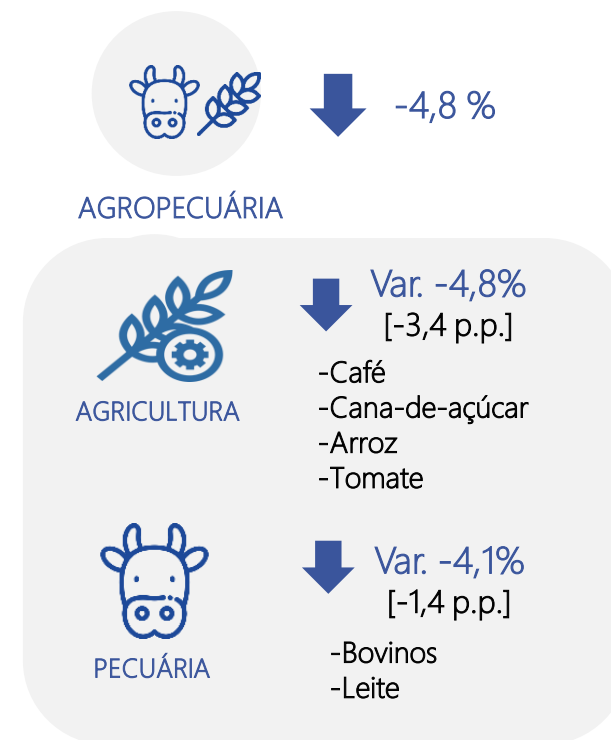 -4,8 %
AGROPECUÁRIA
Var. -4,8%
[-3,4 p.p.]
-Café
-Cana-de-açúcar
-Arroz
-Tomate
AGRICULTURA
Var. -4,1%
[-1,4 p.p.]
-Bovinos
-Leite
PECUÁRIA